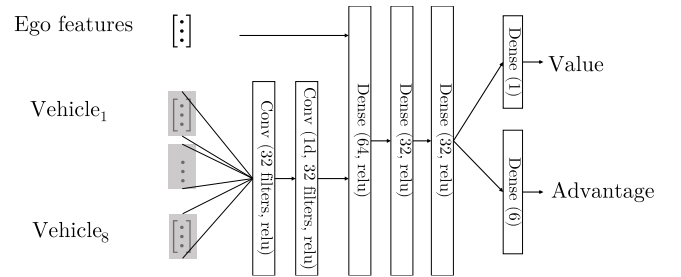 Ego features
Vehicle₁
Vehicle₈
Conv (32 filters, relu)
Conv (1d, 32 filters, relu)
Dense (64, relu)
Dense (32, relu)
Dense (32, relu)
Dense (1)
Value
Dense (6)
Advantage